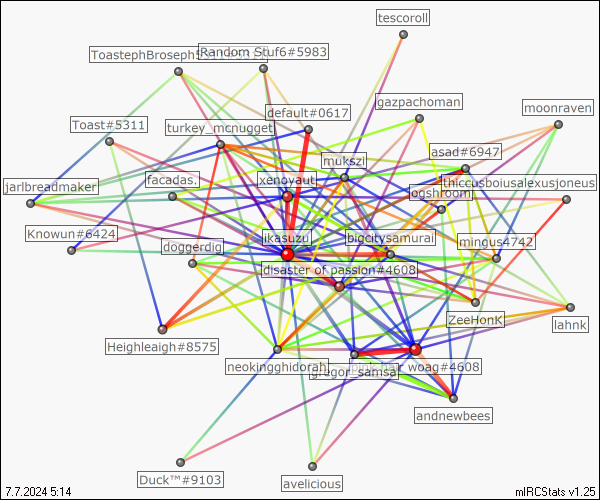 tescoroll
ToastephBroseph
Random Stuf6#5983
default#0617
gazpachoman
moonraven
Toast#5311
turkey_mcnugget
asad#6947
mukszi
facadas.
xenoyaut
thiccusboiusalexusjoneus
jarlbreadmaker
ogshroom
Knowun#6424
ikasuzu
bigcitysamurai
mingus4742
doggerdig
disaster of passion#4608
ZeeHonK
lahnk
Heighleaigh#8575
neokingghidorah
gregor_samsa
woag#4608
andnewbees
Duck™#9103
avelicious
7.7.2024 5:14
mIRCStats v1.25